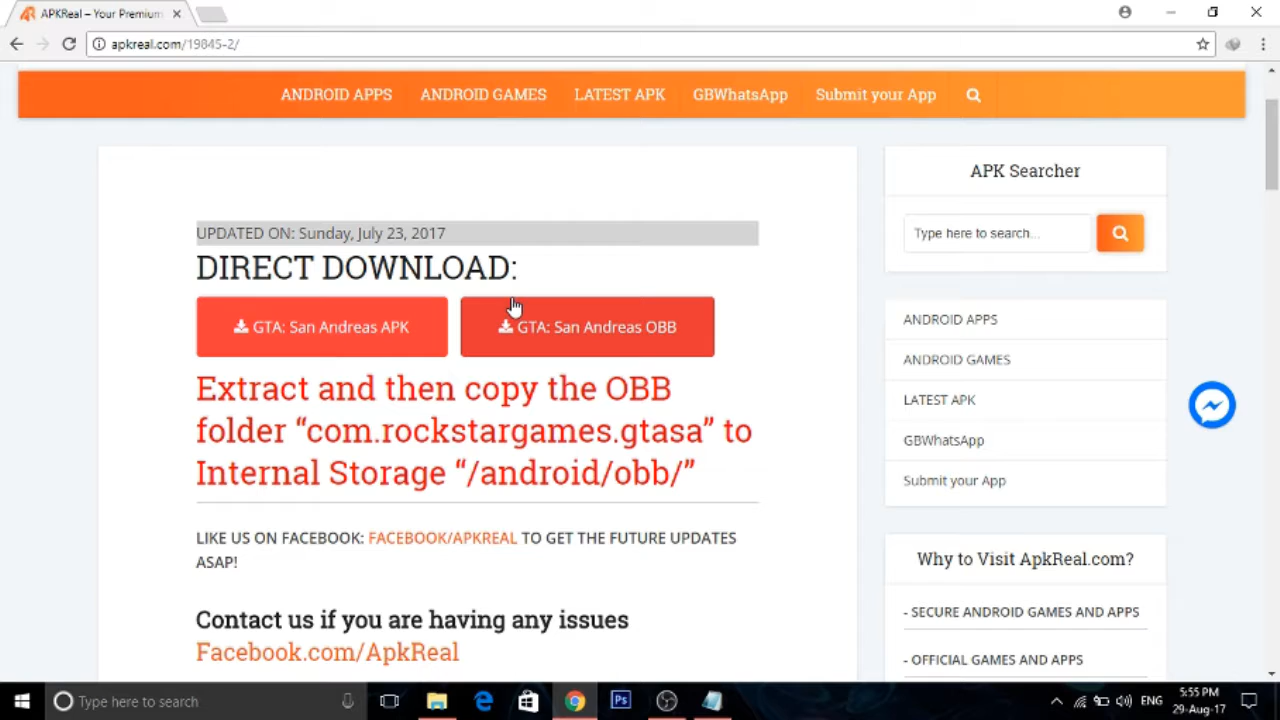 APKReal – Your Premium
apkreal.com/19845-2/
ANDROID APPS ANDROID GAMES LATEST APK GBWhatsApp Submit your App
UPDATED ON: Sunday, July 23, 2017
DIRECT DOWNLOAD:
GTA: San Andreas APK GTA: San Andreas OBB
Extract and then copy the OBB
folder “com.rockstargames.gtasa” to
Internal Storage “/android/obb/”
LIKE US ON FACEBOOK: FACEBOOK/APKREAL TO GET THE FUTURE UPDATES
ASAP!
Contact us if you are having any issues
Facebook.com/ApkReal
APK Searcher
Type here to search...
ANDROID APPS
ANDROID GAMES
LATEST APK
GBWhatsApp
Submit your App
Why to Visit ApkReal.com?
- SECURE ANDROID GAMES AND APPS
- OFFICIAL GAMES AND APPS
Type here to search
Ps
ENG
5:55 PM
29-Aug-17